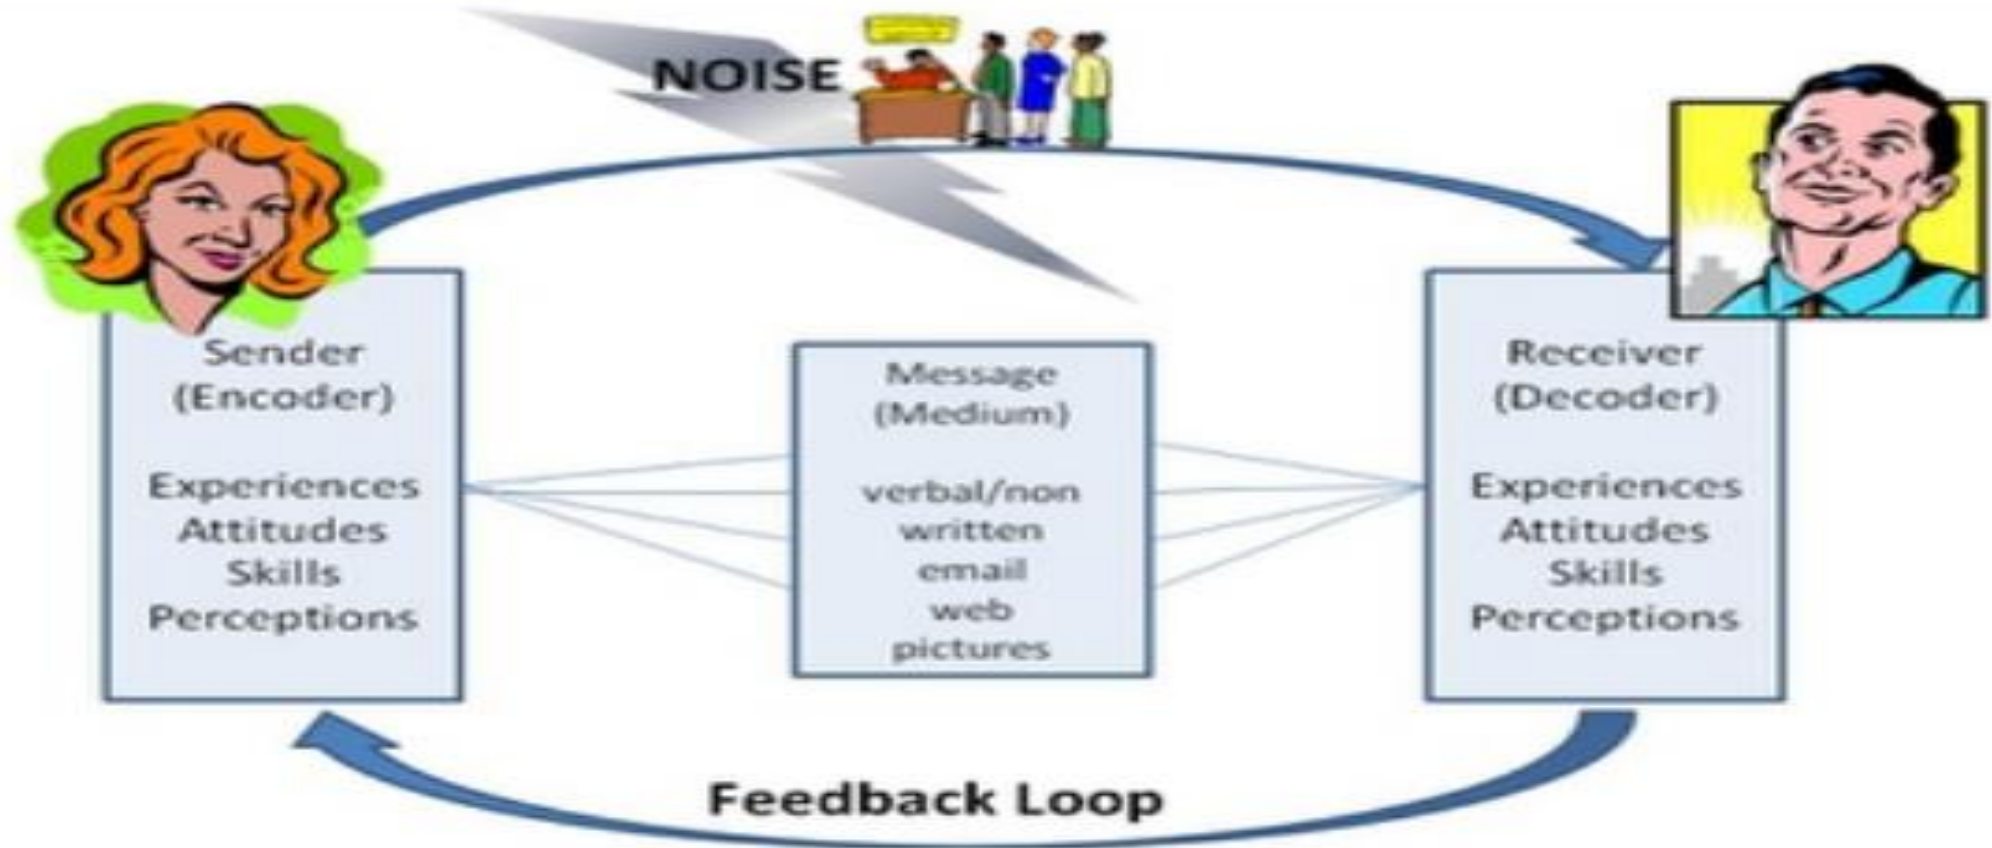 NOISE
Sender
(Encoder)
Experiences
Attitudes
Skills
Perceptions
Message
(Medium)
verbal/non
written
email
web
pictures
Receiver
(Decoder)
Experiences
Attitudes
Skills
Perceptions
Feedback Loop